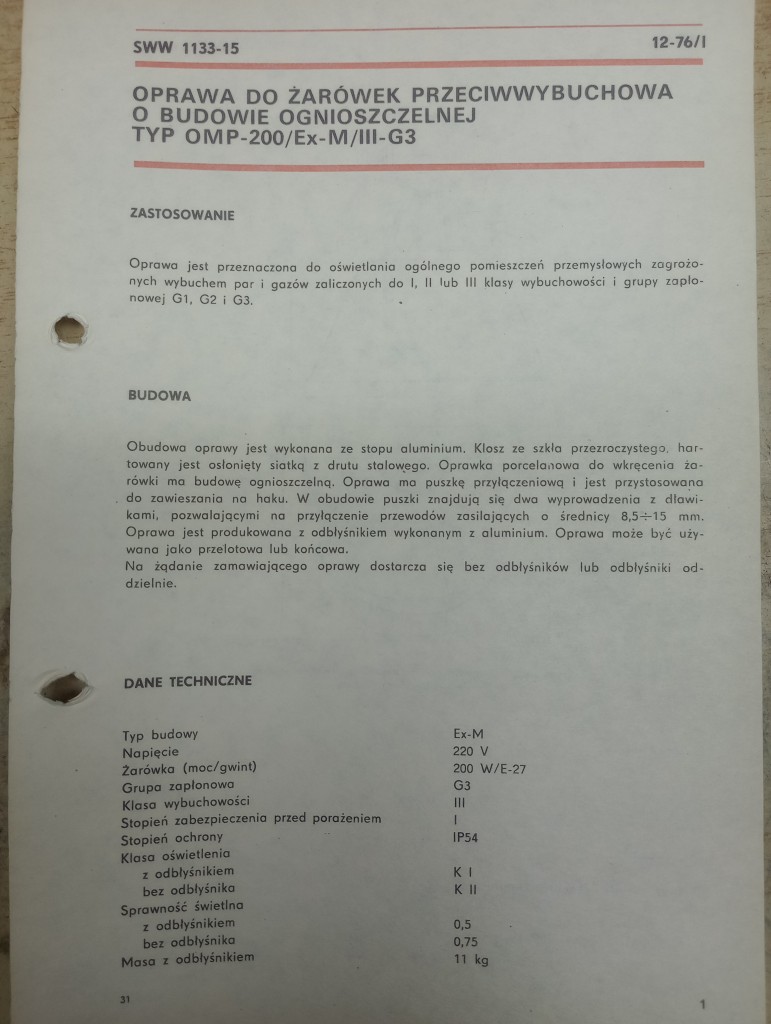 SWW 1133-15
12-76/I
OPRAWA DO ŻARÓWEK PRZECIWWYBUCHOWA
O BUDOWIE OGNIOSZCZELNEJ
TYP OMP-200/Ex-M/III-G3
ZASTOSOWANIE
Oprawa jest przeznaczona do oświetlania ogólnego pomieszczeń przemysłowych zagrożo-
nych wybuchem par i gazów zaliczonych do I, II lub III klasy wybuchowości i grupy zapło-
nowej G1, G2 i G3.
BUDOWA
Obudowa oprawy jest wykonana ze stopu aluminium. Klosz ze szkła przezroczystego, har-
towany jest osłonięty siatką z drutu stalowego. Oprawka porcelanowa do wkręcenia ża-
rówki ma budowę ognioszczelną. Oprawa ma puszkę przyłączeniową i jest przystosowana
do zawieszania na haku. W obudowie puszki znajdują się dwa wyprowadzenia z dławi-
kami, pozwalającymi na przyłączenie przewodów zasilających o średnicy 8,5÷15 mm.
Oprawa jest produkowana z odbłyśnikiem wykonanym z aluminium. Oprawa może być uży-
wana jako przelotowa lub końcowa.
Na żądanie zamawiającego oprawy dostarcza się bez odbłyśników lub odbłyśniki od-
dzielnie.
DANE TECHNICZNE
Typ budowy Ex-M
Napięcie 220 V
Żarówka (moc/gwint) 200 W/E-27
Grupa zapłonowa G3
Klasa wybuchowości III
Stopień zabezpieczenia przed porażeniem I
Stopień ochrony IP54
Klasa oświetlenia
z odbłyśnikiem K I
bez odbłyśnika K II
Sprawność świetlna
z odbłyśnikiem 0,5
bez odbłyśnika 0,75
Masa z odbłyśnikiem 11 kg
31
1